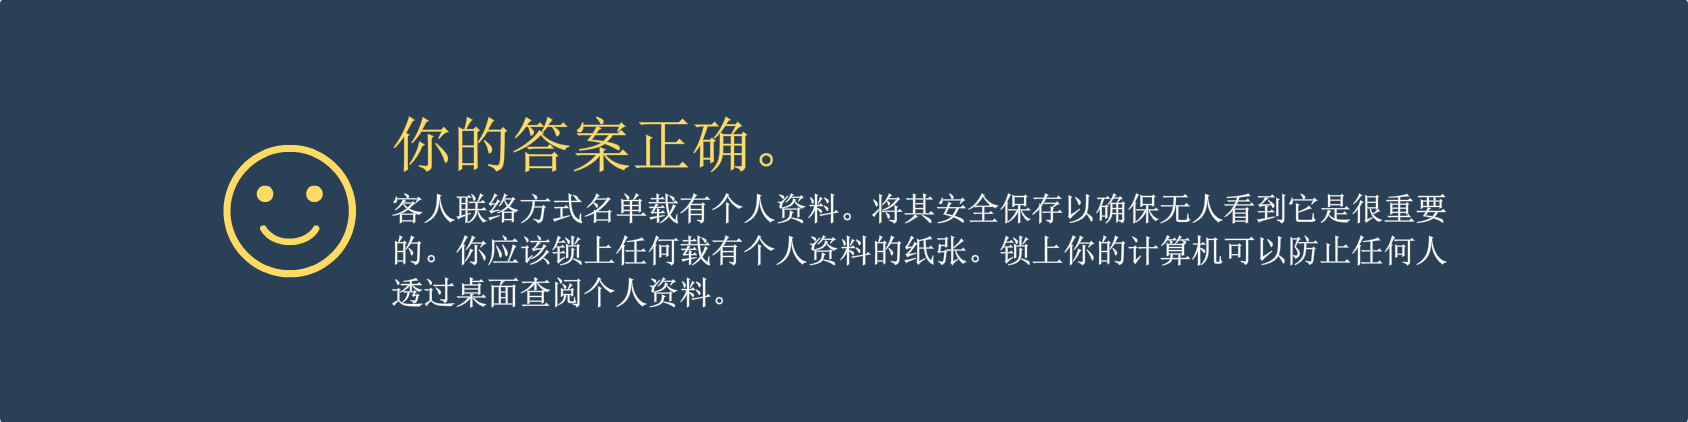 你的答案正确。
客人联络方式名单载有个人资料。将其安全保存以确保无人看到它是很重要
的。你应该锁上任何载有个人资料的纸张。锁上你的计算机可以防止任何人
透过桌面查阅个人资料。